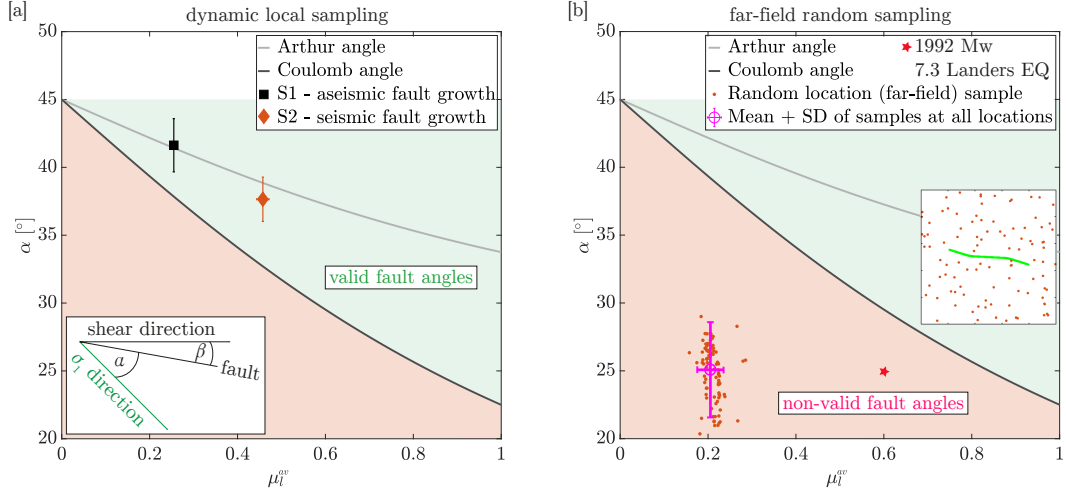 [a]
dynamic local sampling
50
45
40
35
30
25
20
α [°]
Arthur angle
Coulomb angle
S1 - aseismic fault growth
S2 - seismic fault growth
valid fault angles
shear direction
α
β
fault
σ₁ direction
0
0.2
0.4
0.6
0.8
1
μₗᵃᵛ
[b]
far-field random sampling
50
45
40
35
30
25
20
α [°]
Arthur angle
1992 Mw
Coulomb angle
7.3 Landers EQ
Random location (far-field) sample
Mean + SD of samples at all locations
non-valid fault angles
0
0.2
0.4
0.6
0.8
1
μₗᵃᵛ